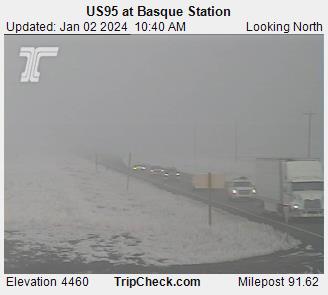 US95 at Basque Station
Updated: Jan 02 2024 10:40 AM Looking North
Elevation 4460 TripCheck.com Milepost 91.62